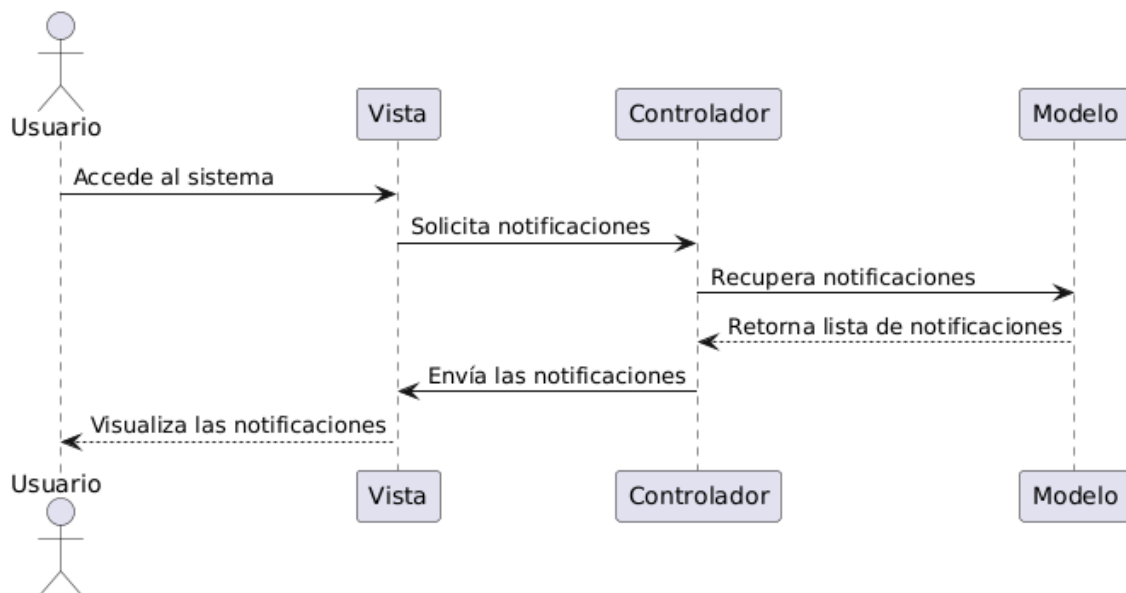 Usuario
Vista
Controlador
Modelo
Accede al sistema
Solicita notificaciones
Recupera notificaciones
Retorna lista de notificaciones
Envía las notificaciones
Visualiza las notificaciones
Usuario
Vista
Controlador
Modelo